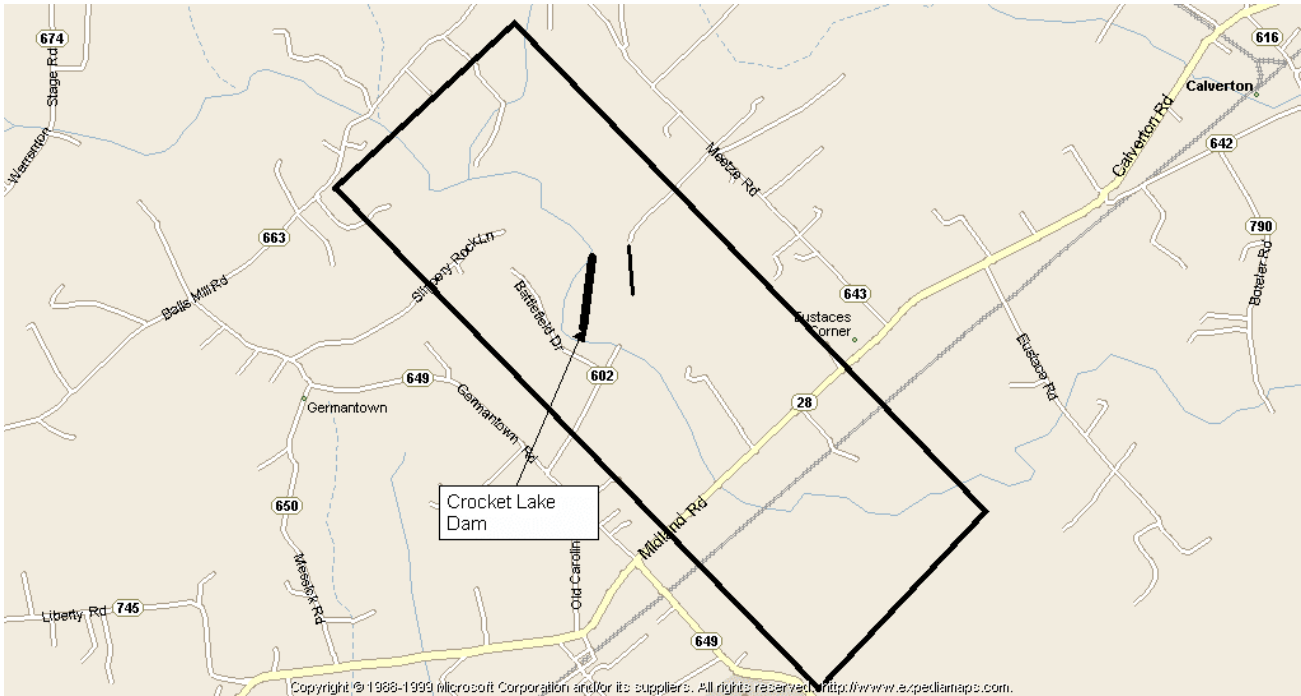 674
616
Stage Rd
Calverton
Calverton Rd
Warrenton
642
Meetze Rd
790
663
Slippery Rock Ln
Boteler Rd
Balls Mill Rd
Battlefield Dr
643
Eustaces
Corner
Eustace Rd
602
649
28
Germantown
Germantown Rd
Crocket Lake
Dam
650
Midland Rd
Old Carolin
Messick Rd
Liberty Rd
745
649
Copyright © 1988-1999 Microsoft Corporation and/or its suppliers. All rights reserved. http://www.expediamaps.com.